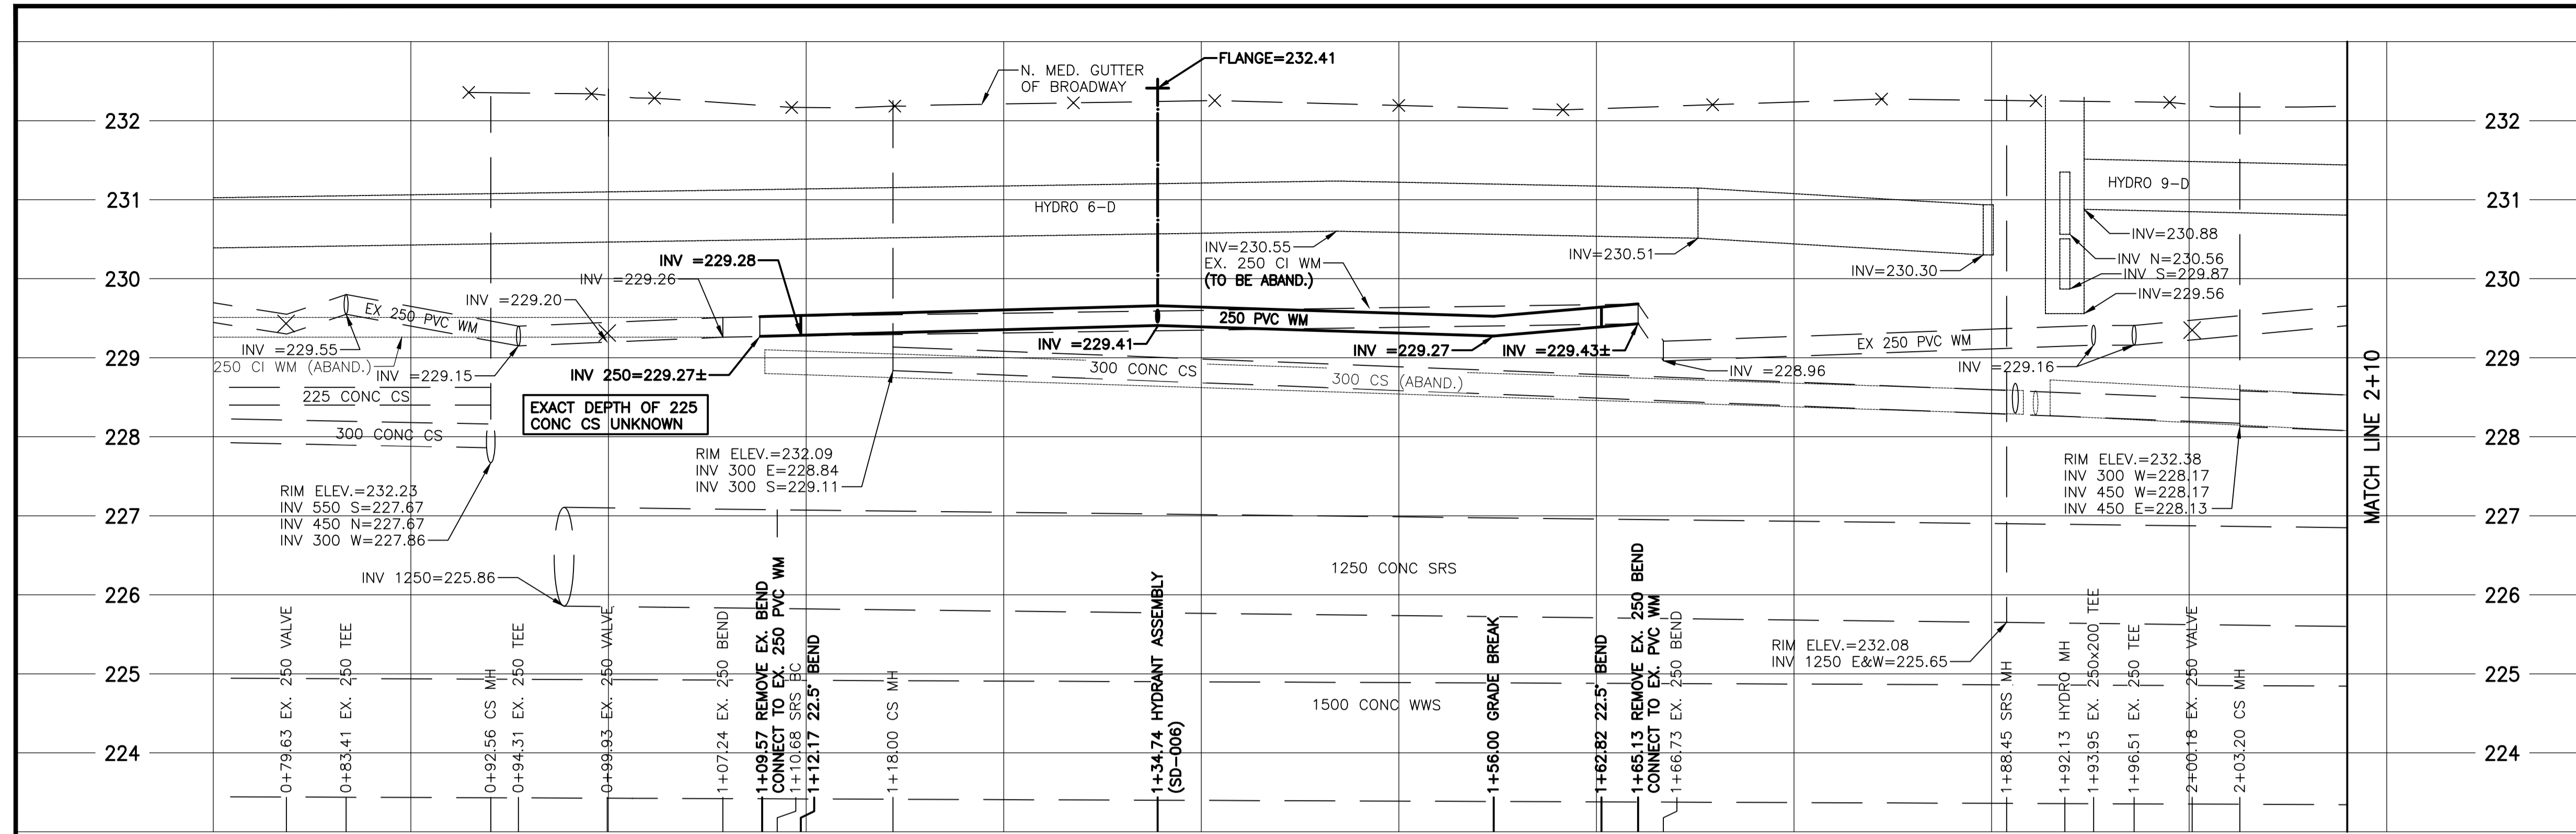 FLANGE=232.41
N. MED. GUTTER
OF BROADWAY
232
232
231
231
HYDRO 9-D
HYDRO 6-D
INV=230.88
INV=230.55
EX. 250 CI WM
(TO BE ABAND.)
INV=230.51
INV =229.28
INV =229.26
INV N=230.56
INV S=229.87
INV=230.30
230
230
INV=229.56
INV =229.20
EX 250 PVC WM
250 PVC WM
INV =229.55
INV =229.41
INV =229.27
INV =229.43±
EX 250 PVC WM
229
229
250 CI WM (ABAND.)
INV =229.15
INV 250=229.27±
300 CONC CS
300 CS (ABAND.)
INV =228.96
INV =229.16
225 CONC CS
EXACT DEPTH OF 225
CONC CS UNKNOWN
300 CONC CS
228
228
RIM ELEV.=232.09
INV 300 E=228.84
INV 300 S=229.11
RIM ELEV.=232.38
INV 300 W=228.17
INV 450 W=228.17
INV 450 E=228.13
RIM ELEV.=232.23
INV 550 S=227.67
INV 450 N=227.67
INV 300 W=227.86
MATCH LINE 2+10
227
227
INV 1250=225.86
1250 CONC SRS
226
226
RIM ELEV.=232.08
INV 1250 E&W=225.65
225
225
1500 CONC WWS
224
224
0+79.63 EX. 250 VALVE
0+83.41 EX. 250 TEE
0+92.56 CS MH
0+94.31 EX. 250 TEE
0+99.93 EX. 250 VALVE
1+07.24 EX. 250 BEND
1+09.57 REMOVE EX. BEND
CONNECT TO EX. 250 PVC WM
1+10.68 SRS BC
1+12.17 22.5° BEND
1+18.00 CS MH
1+34.74 HYDRANT ASSEMBLY
(SD-006)
1+56.00 GRADE BREAK
1+62.82 22.5° BEND
1+65.13 REMOVE EX. 250 BEND
CONNECT TO EX. PVC WM
1+66.73 EX. 250 BEND
1+88.45 SRS MH
1+92.13 HYDRO MH
1+93.95 EX. 250x200 TEE
1+96.51 EX. 250 TEE
2+00.18 EX. 250 VALVE
2+03.20 CS MH